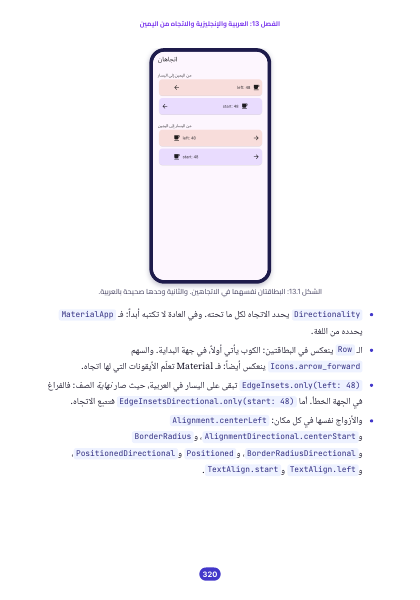 الفصل 13: العربية والإنجليزية والاتجاه من اليمين
اتجاهان
من اليمين إلى اليسار
left: 48
start: 48
من اليسار إلى اليمين
left: 48
start: 48
الشكل 13.1: البطاقتان نفسهما في الاتجاهين. والثانية وحدها صحيحة بالعربية.
• Directionality يحدد الاتجاه لكل ما تحته. وفي العادة لا تكتبه أبداً: فـ MaterialApp
يحدده من اللغة.
• الـ Row ينعكس في البطاقتين: الكوب يأتي أولاً، في جهة البداية. والسهم
Icons.arrow_forward ينعكس أيضاً: فـ Material تعلّم الأيقونات التي لها اتجاه.
• EdgeInsets.only(left: 48) تبقى على اليسار في العربية، حيث صار نهاية الصف: فالفراغ
في الجهة الخطأ. أما EdgeInsetsDirectional.only(start: 48) فتتبع الاتجاه.
• والأزواج نفسها في كل مكان: Alignment.centerLeft
و AlignmentDirectional.centerStart ، و BorderRadius
و BorderRadiusDirectional ، و Positioned و PositionedDirectional ،
و TextAlign.left و TextAlign.start .
320